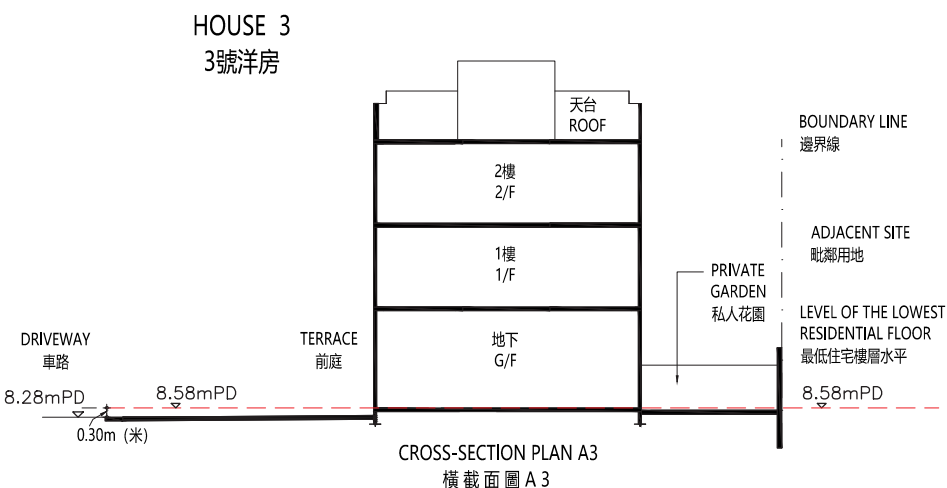 HOUSE 3
3號洋房
天台
ROOF
BOUNDARY LINE
邊界線
2樓
2/F
ADJACENT SITE
毗鄰用地
1樓
1/F
PRIVATE
GARDEN
私人花園
LEVEL OF THE LOWEST
RESIDENTIAL FLOOR
最低住宅樓層水平
DRIVEWAY
車路
TERRACE
前庭
地下
G/F
8.28mPD
8.58mPD
8.58mPD
0.30m (米)
CROSS-SECTION PLAN A3
橫截面圖A3